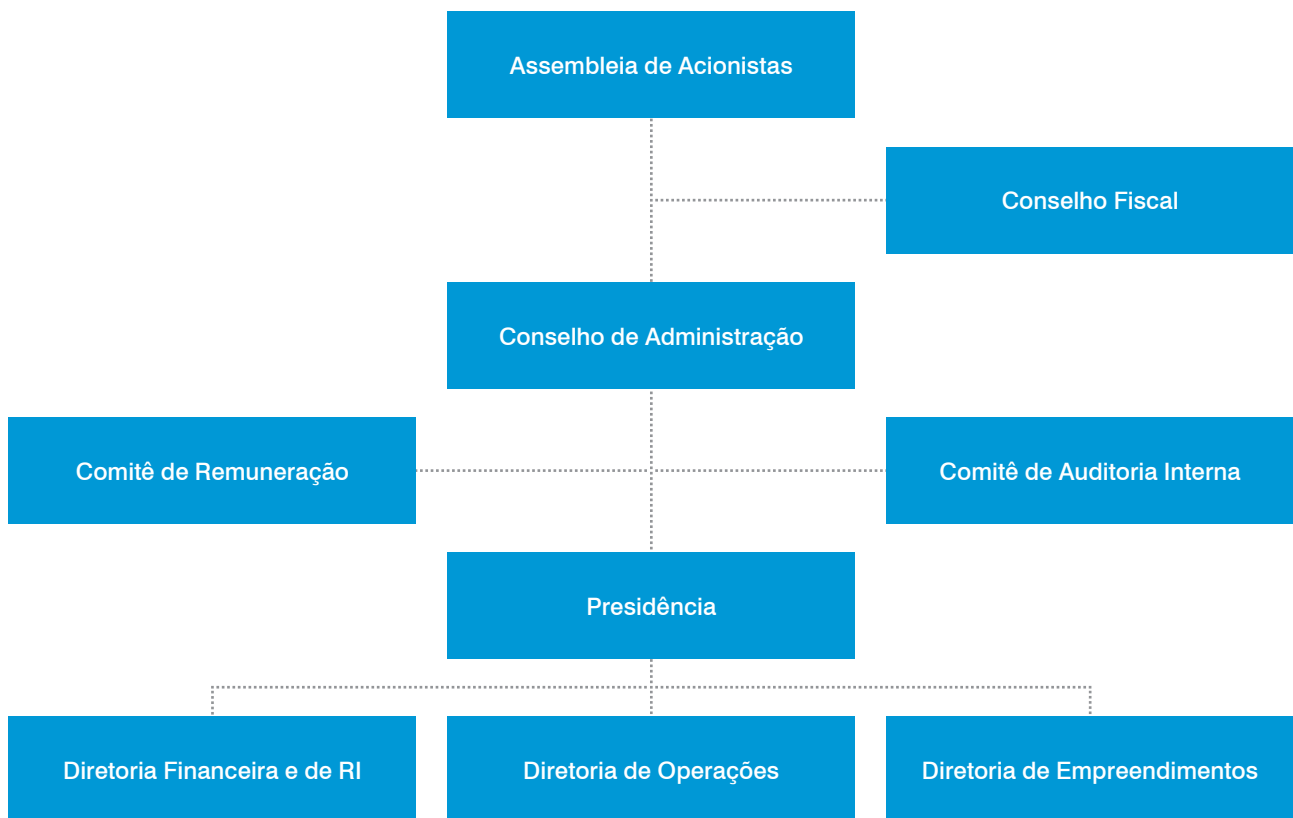 Assembleia de Acionistas
Conselho Fiscal
Conselho de Administração
Comitê de Remuneração
Comitê de Auditoria Interna
Presidência
Diretoria Financeira e de RI
Diretoria de Operações
Diretoria de Empreendimentos